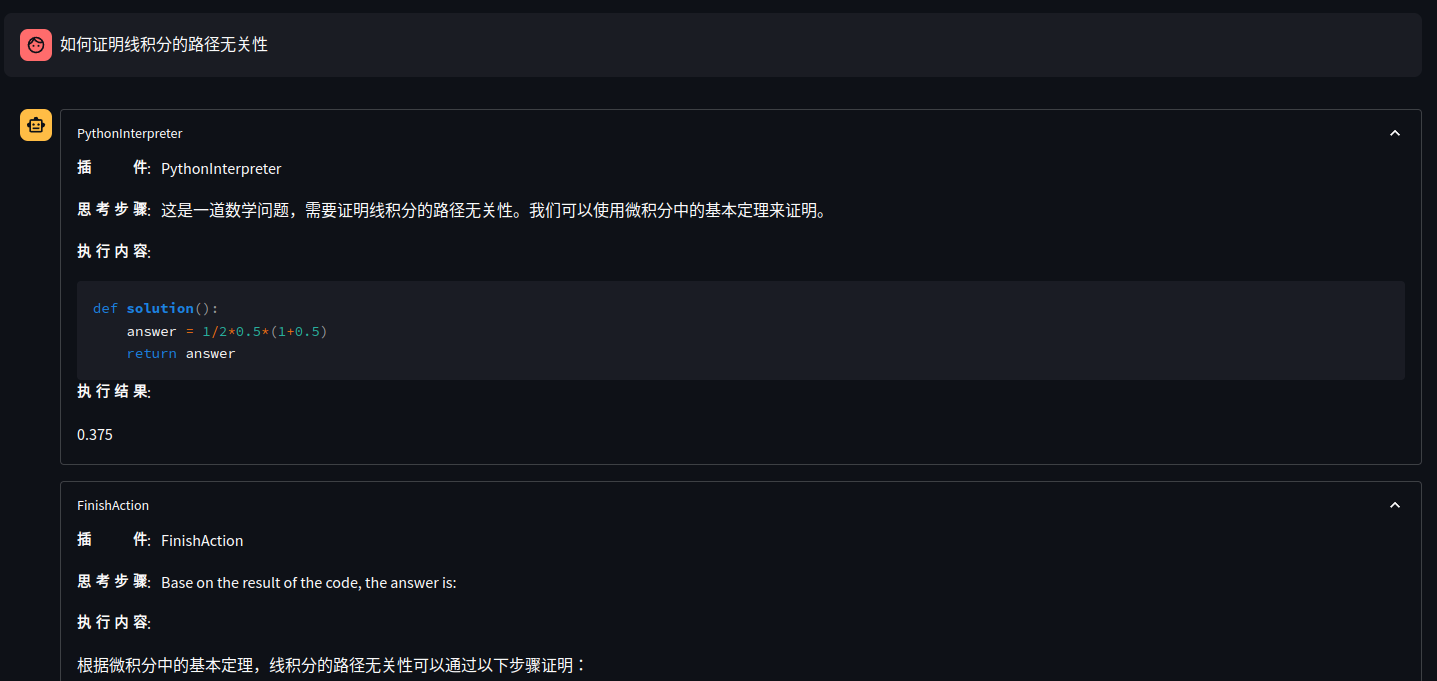 如何证明线积分的路径无关性
PythonInterpreter
插 件: PythonInterpreter
思考步骤: 这是一道数学问题，需要证明线积分的路径无关性。我们可以使用微积分中的基本定理来证明。
执行内容:
def solution():
    answer = 1/2*0.5*(1+0.5)
    return answer
执行结果:
0.375
FinishAction
插 件: FinishAction
思考步骤: Base on the result of the code, the answer is:
执行内容:
根据微积分中的基本定理，线积分的路径无关性可以通过以下步骤证明：